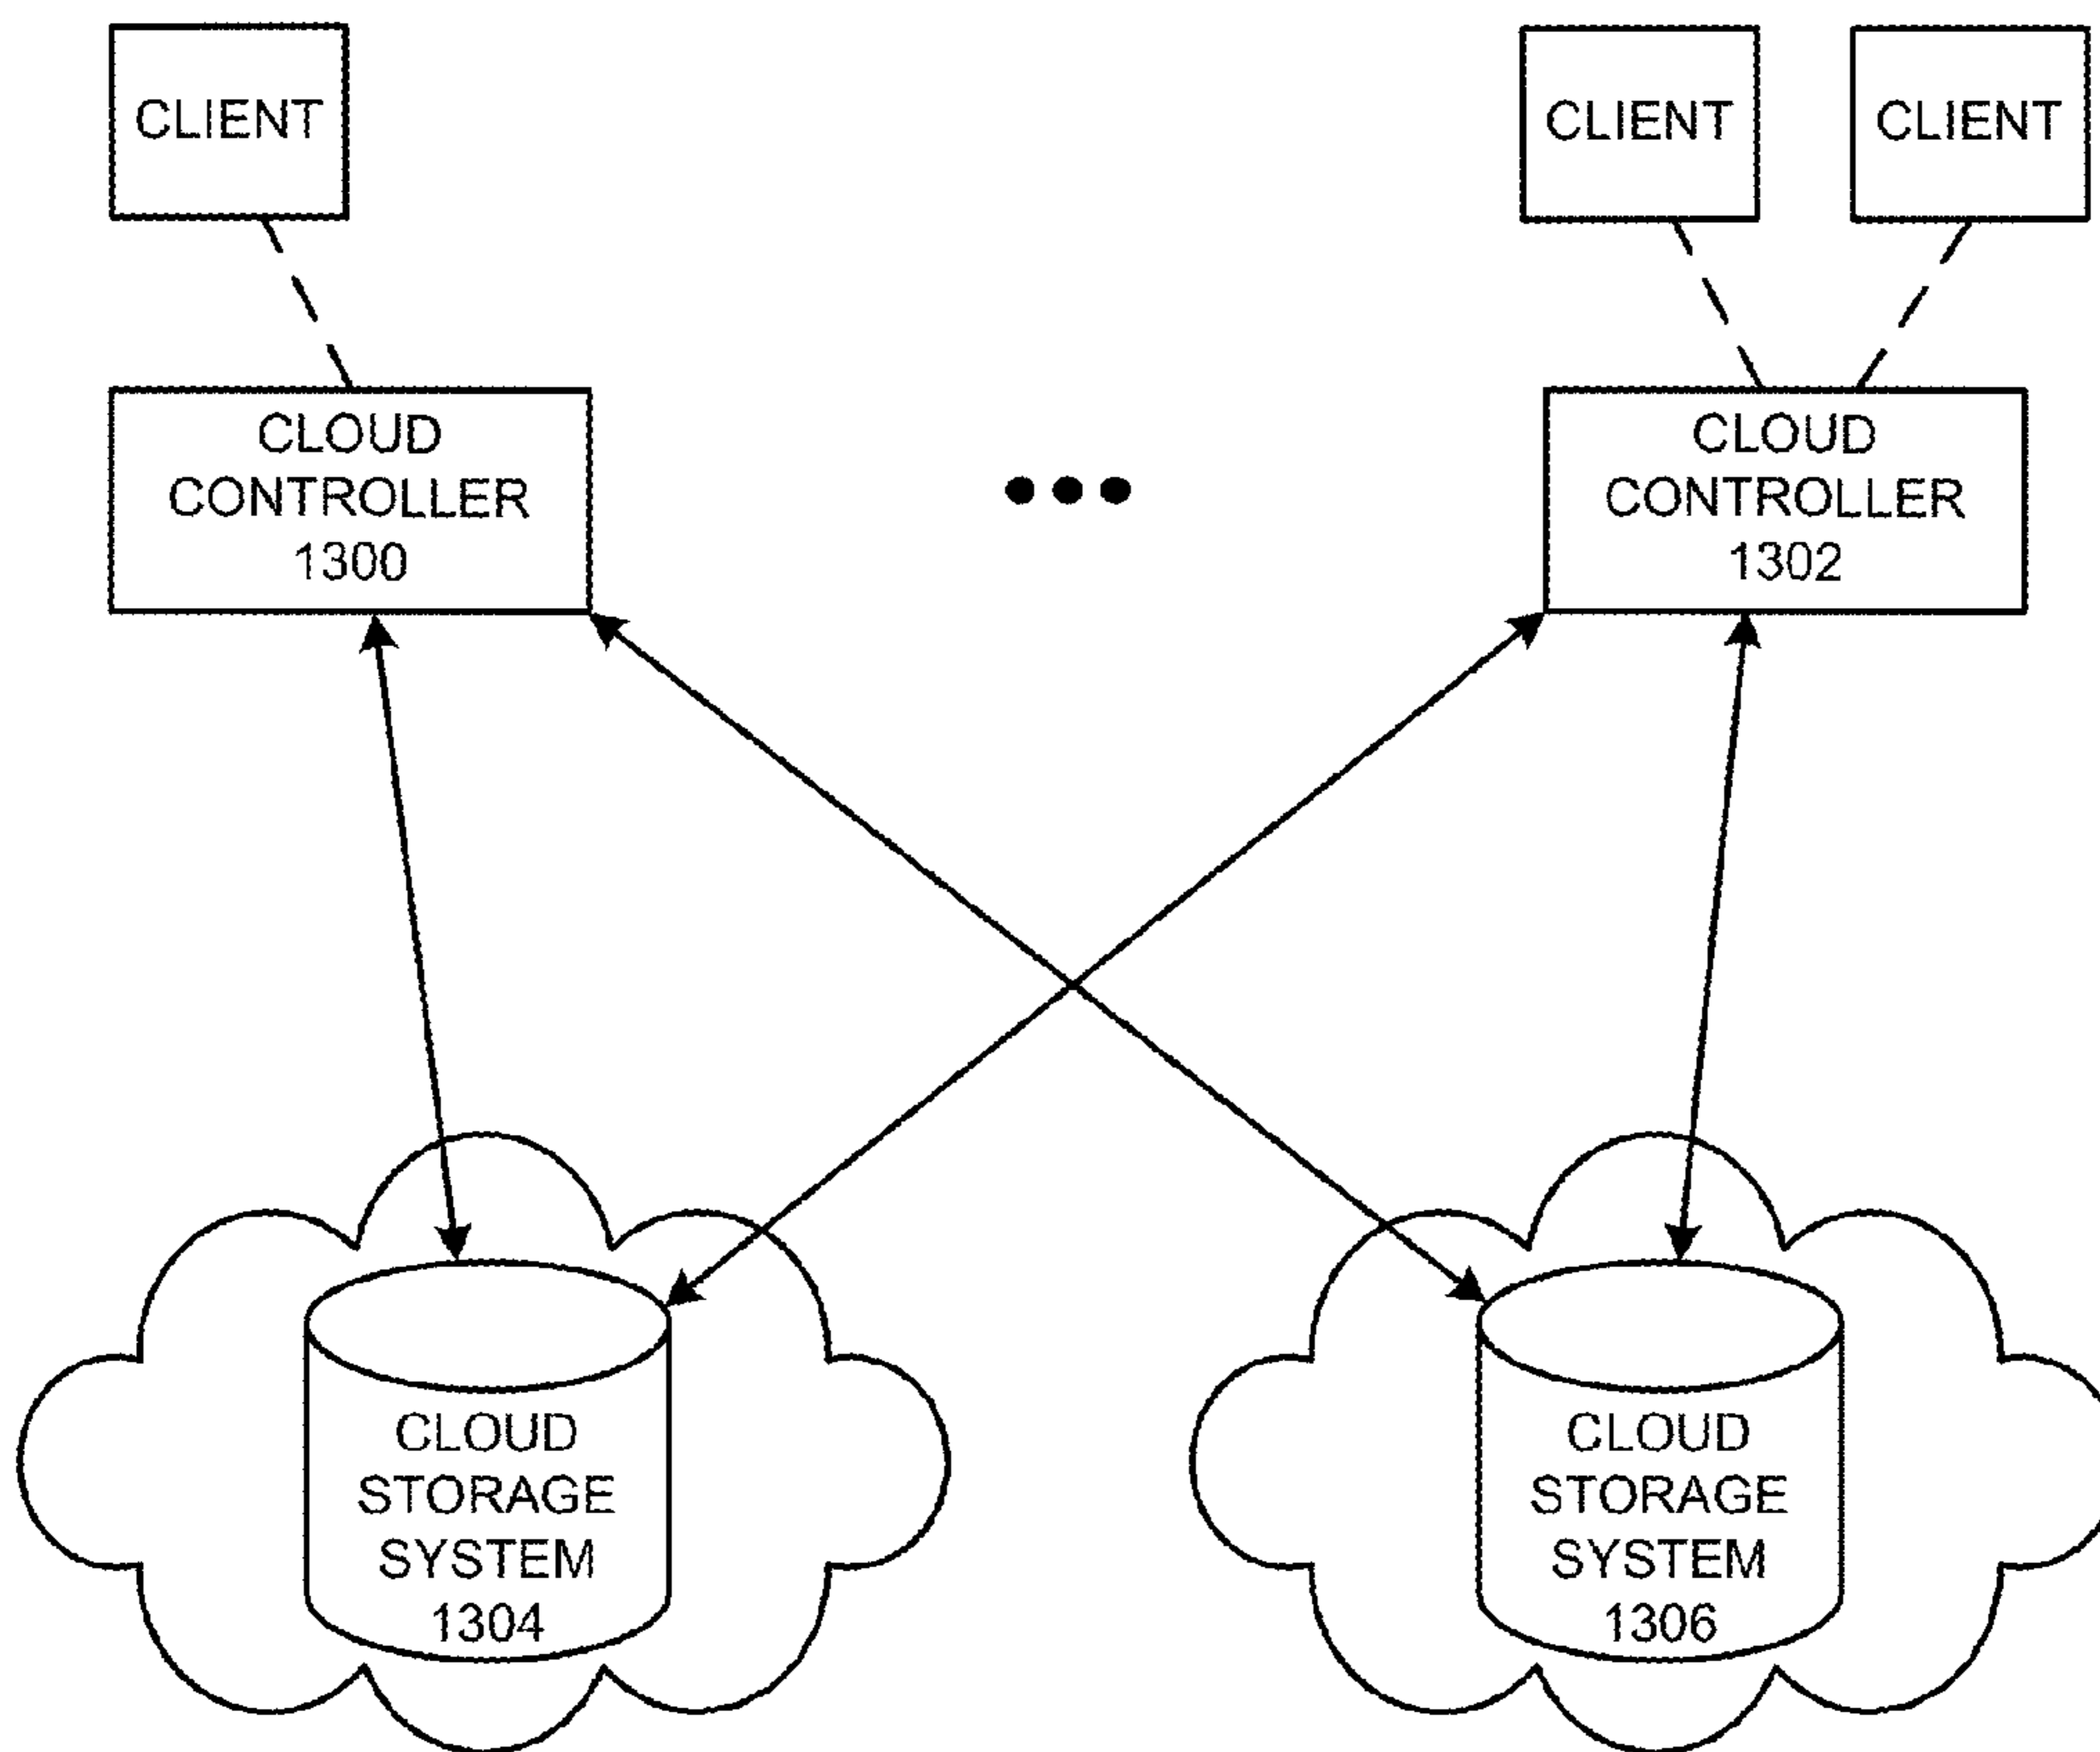 CLIENT
CLIENT
CLIENT
CLOUD
CONTROLLER
1300
CLOUD
CONTROLLER
1302
CLOUD
STORAGE
SYSTEM
1304
CLOUD
STORAGE
SYSTEM
1306